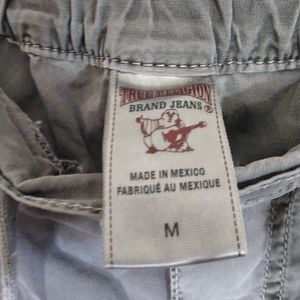 TRUE RELIGION
BRAND JEANS®
MADE IN MEXICO
FABRIQUÉ AU MEXIQUE
M